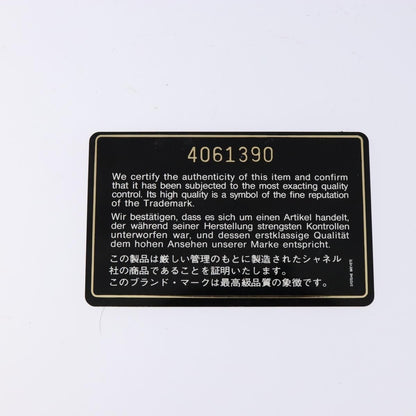 4061390
We certify the authenticity of this item and confirm
that it has been subjected to the most exacting quality
control. Its high quality is a symbol of the fine reputation
of the Trademark.
Wir bestätigen, dass es sich um einen Artikel handelt,
der während seiner Herstellung strengsten Kontrollen
unterworfen war, und dessen erstklassige Qualität
dem hohen Ansehen unserer Marke entspricht.
この製品は厳しい管理のもとに製造されたシャネル
社の商品であることを証明いたします。
このブランド・マークは最高級品質の象徴です。